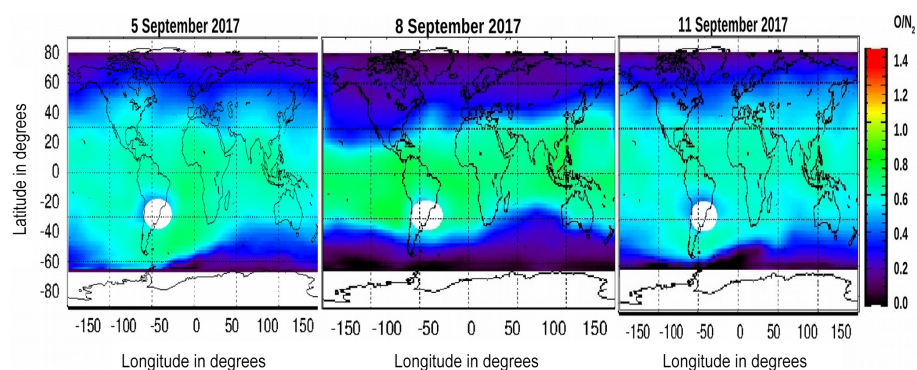 5 September 2017
8 September 2017
11 September 2017
O/N₂
80
60
40
20
0
-20
-40
-60
-80
Latitude in degrees
1.4
1.2
1.0
0.8
0.6
0.4
0.2
0.0
-150 -100 -50 0 50 100 150
-150 -100 -50 0 50 100 150
-150 -100 -50 0 50 100 150
Longitude in degrees
Longitude in degrees
Longitude in degrees